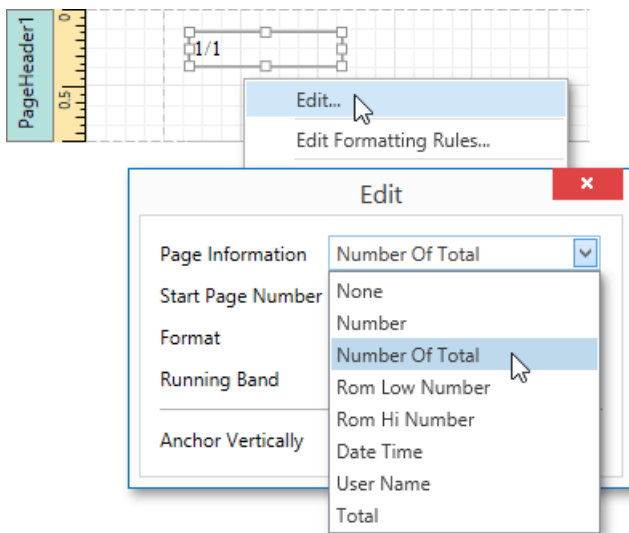 PageHeader1
0
0.5
1/1
Edit...
Edit Formatting Rules...
Edit
Page Information
Number Of Total
Start Page Number
Format
Running Band
Anchor Vertically
None
Number
Number Of Total
Rom Low Number
Rom Hi Number
Date Time
User Name
Total